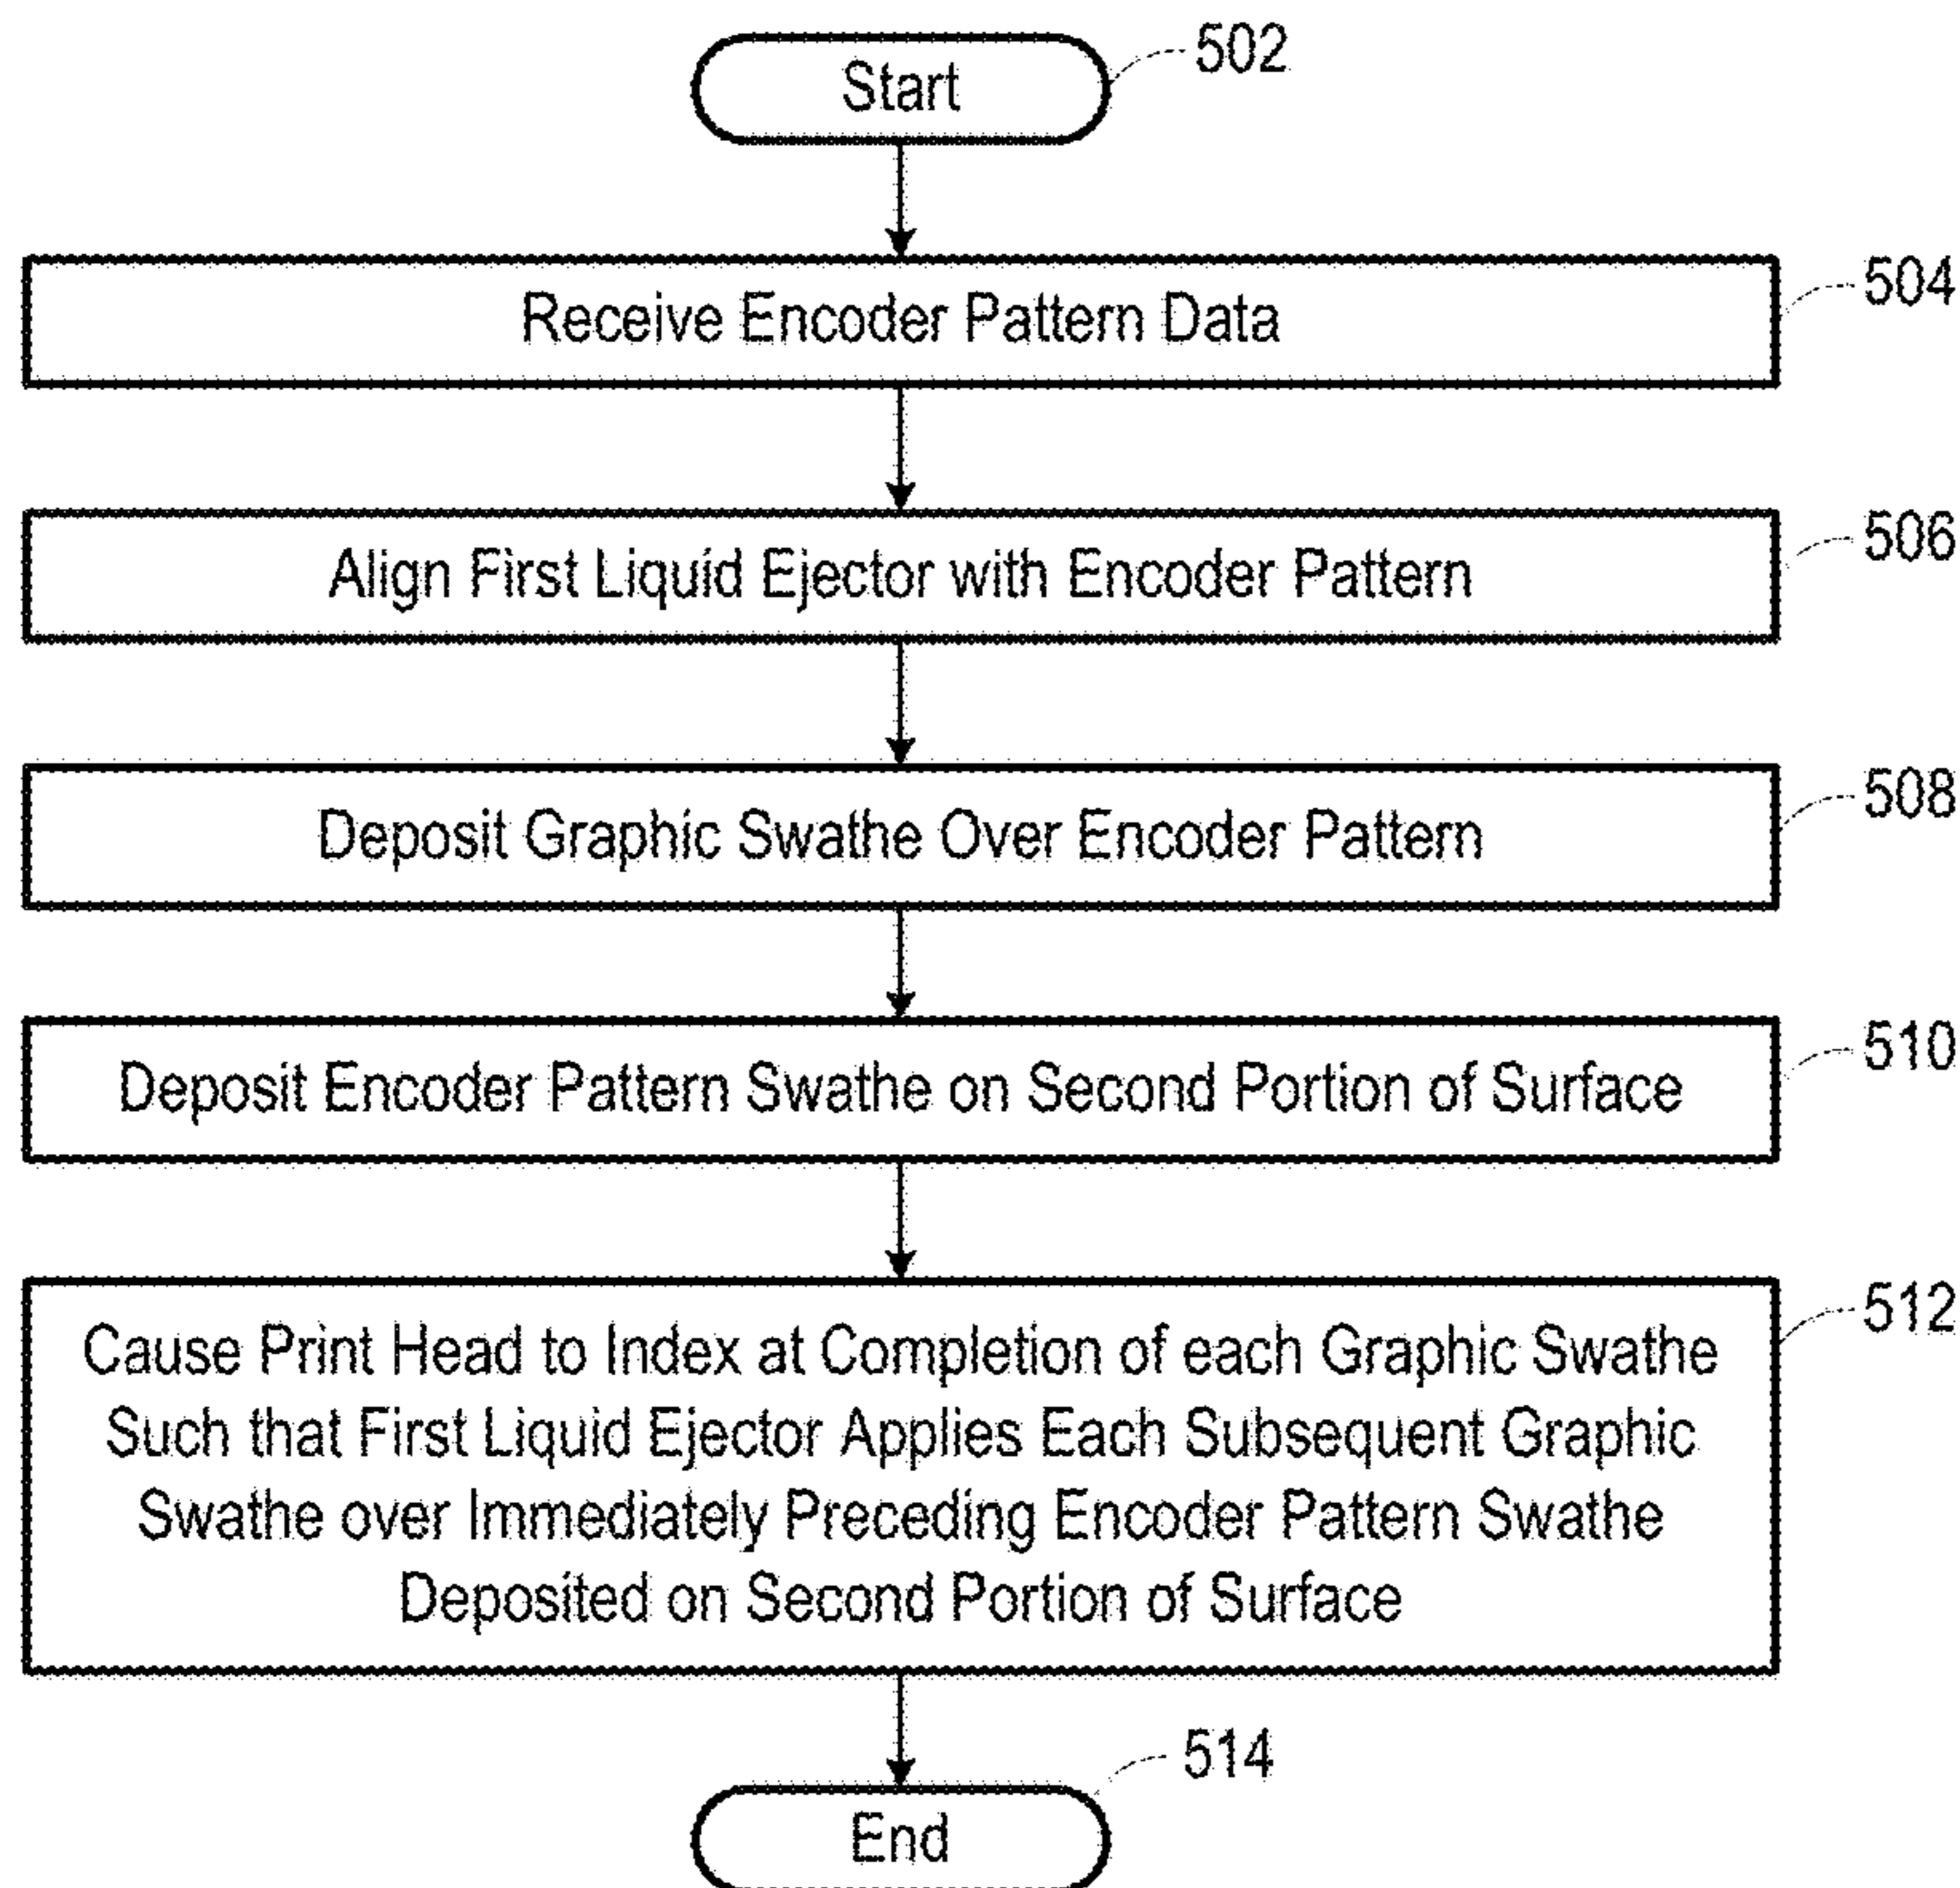 Start
502
Receive Encoder Pattern Data
504
Align First Liquid Ejector with Encoder Pattern
506
Deposit Graphic Swathe Over Encoder Pattern
508
Deposit Encoder Pattern Swathe on Second Portion of Surface
510
Cause Print Head to Index at Completion of each Graphic Swathe
Such that First Liquid Ejector Applies Each Subsequent Graphic
Swathe over Immediately Preceding Encoder Pattern Swathe
Deposited on Second Portion of Surface
512
End
514